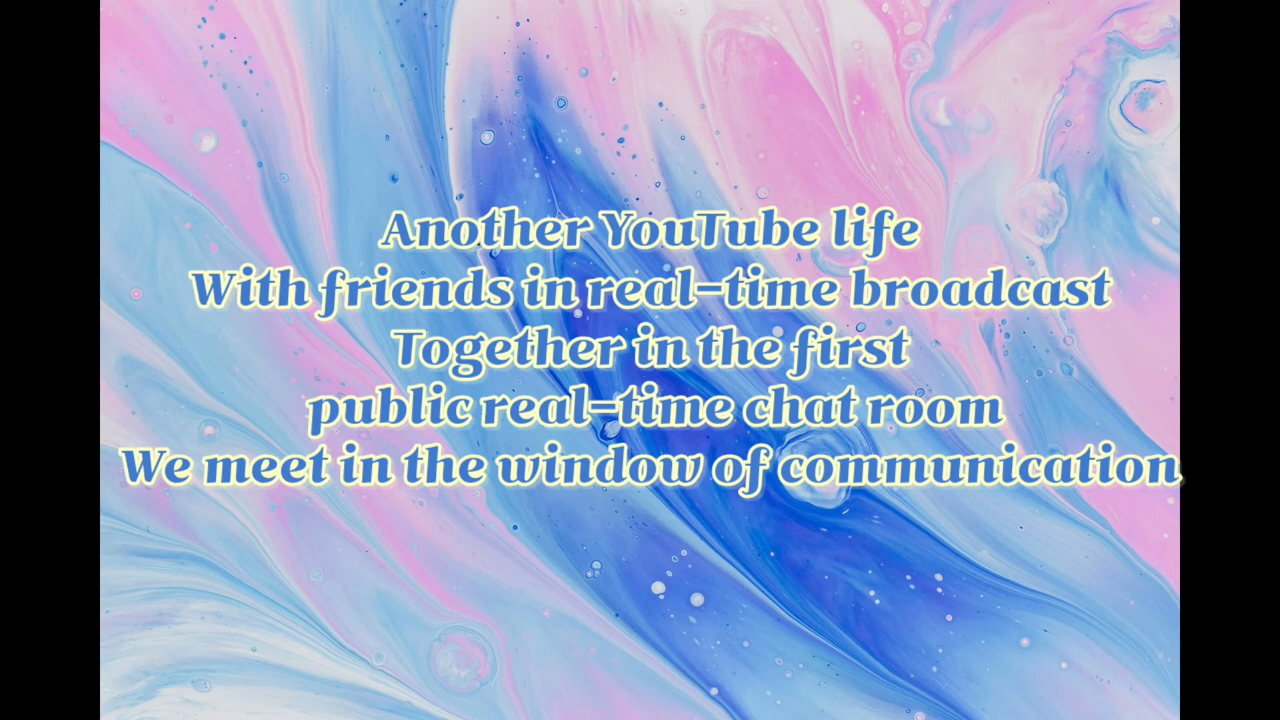 Another YouTube life
With friends in real-time broadcast
Together in the first
public real-time chat room
We meet in the window of communication